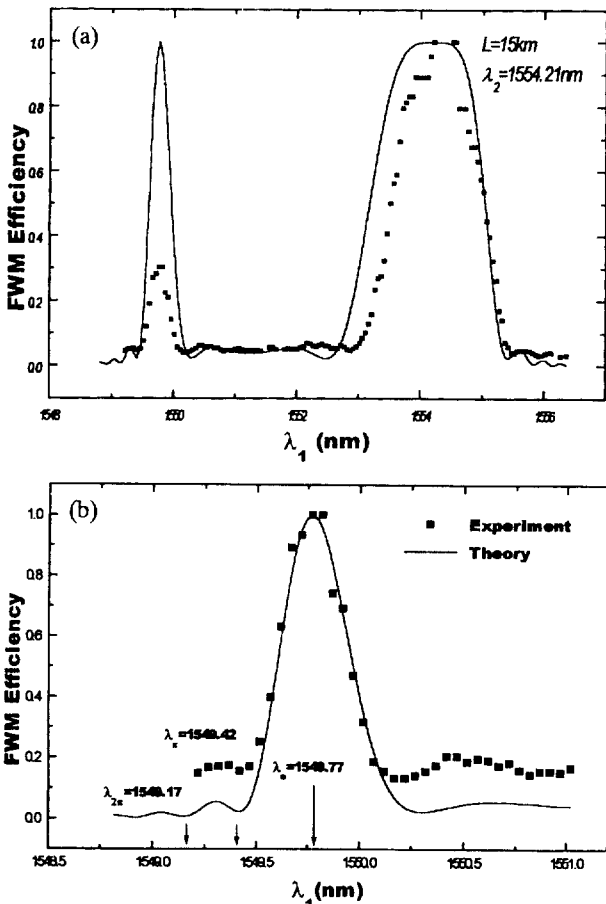 (a)
L=15km
λ₂=1554.21nm
1.0
0.8
0.6
0.4
0.2
0.0
FWM Efficiency
1548
1550
1552
1554
1556
λ₁ (nm)
(b)
Experiment
Theory
1.0
0.8
0.6
0.4
0.2
0.0
FWM Efficiency
λπ=1549.42
λ₀=1549.77
λ2π=1549.17
1548.5
1549.0
1549.5
1550.0
1550.5
1551.0
λ₁ (nm)